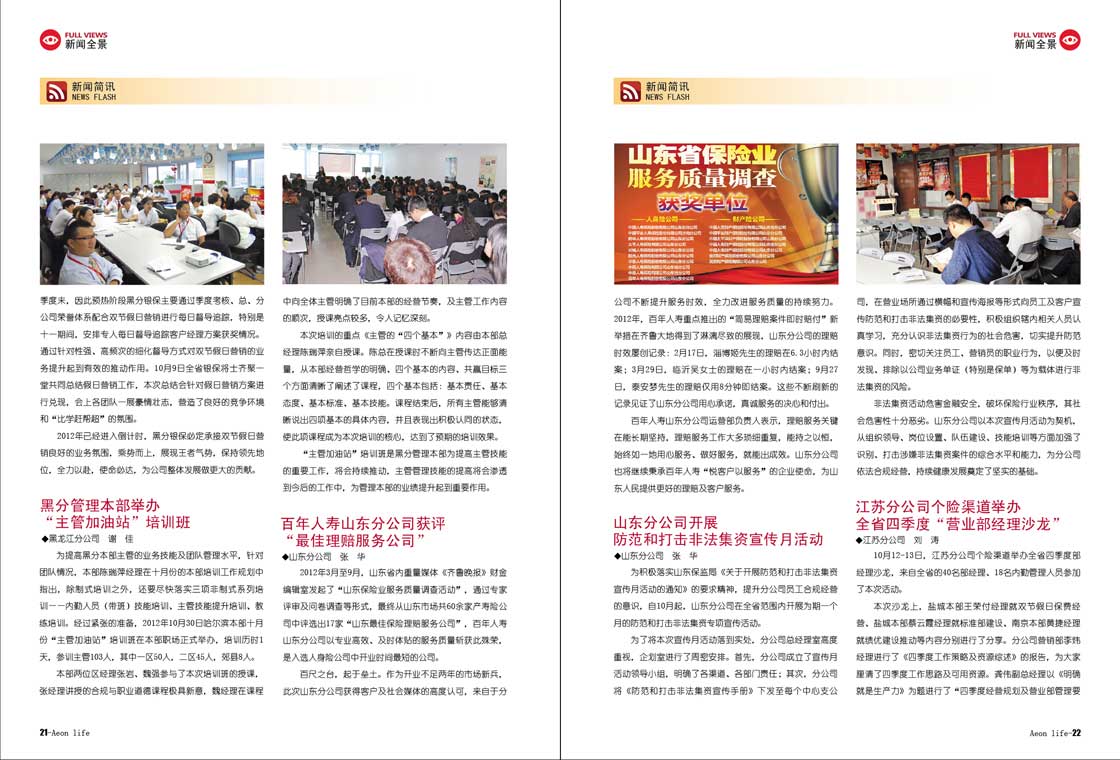 FULL VIEWS
新闻全景
新闻简讯
NEWS FLASH
季度末，因此预热阶段黑分银保主要通过季度考核、总、分
公司荣誉体系配合双节假日营销进行每日督导追踪，特别是
十一期间，安排专人每日督导追踪客户经理方案获奖情况。
通过针对性强、高频次的细化督导方式对双节假日营销的业
务提升起到有效的推动作用。10月9日全省银保将士齐聚一
堂共同总结假日营销工作，本次总结会针对假日营销方案进
行兑现，会上各团队一展豪情壮志，营造了良好的竞争环境
和“比学赶帮超”的氛围。
2012年已经进入倒计时，黑分银保必定承接双节假日营
销良好的业务氛围，乘势而上，展现王者气势，保持领先地
位，全力以赴，使命必达，为公司整体发展做更大的贡献。
黑分管理本部举办
“主管加油站”培训班
◆黑龙江分公司 谢 佳
为提高黑分本部主管的业务技能及团队管理水平，针对
团队情况，本部陈瑞萍经理在十月份的本部培训工作规划中
指出，除制式培训之外，还要尽快落实三项非制式系列培
训——内勤人员（带班）技能培训，主管技能提升培训、教
练培训。经过紧张的准备，2012年10月30日哈尔滨本部十月
份“主管加油站”培训班在本部职场正式举办，培训历时1
天，参训主管103人，其中一区50人，二区45人，郊县8人。
本部两位区经理张岩、魏强参与了本次培训班的授课，
张经理讲授的合规与职业道德课程极具新意，魏经理在课程
中向全体主管明确了目前本部的经营节奏，及主管工作内容
的顺次，授课亮点较多，令人记忆深刻。
本次培训的重点《主管的“四个基本”》内容由本部总
经理陈瑞萍亲自授课。陈总在授课时不断向主管传达正面能
量，从本部经营哲学的明确，四个基本的内容，共赢目标三
个方面清晰了阐述了课程，四个基本包括：基本责任、基本
态度、基本标准、基本技能。课程结束后，所有主管能够清
晰说出四项基本的具体内容，并且表现出积极认同的状态，
使此项课程成为本次培训的核心，达到了预期的培训效果。
“主管加油站”培训班是黑分管理本部为提高主管技能
的重要工作，将会持续推动，主管管理技能的提高将会渗透
到今后的工作中，为管理本部的业绩提升起到重要作用。
百年人寿山东分公司获评
“最佳理赔服务公司”
◆山东分公司 张 华
2012年3月至9月，山东省内重量媒体《齐鲁晚报》财金
编辑室发起了“山东保险业服务质量调查活动”，通过专家
评审及问卷调查等形式，最终从山东市场共60余家产寿险公
司中评选出17家“山东最佳保险理赔服务公司”，百年人寿
山东分公司以专业高效、及时体贴的服务质量斩获此殊荣，
是入选人身险公司中开业时间最短的公司。
百尺之台，起于垒土。作为开业不足两年的市场新兵，
此次山东分公司获得客户及社会媒体的高度认可，来自于分
21-Aeon life
FULL VIEWS
新闻全景
新闻简讯
NEWS FLASH
山东省保险业
服务质量调查
获奖单位
人身险公司
财产险公司
公司不断提升服务时效，全力改进服务质量的持续努力。
2012年，百年人寿重点推出的“简易理赔案件即时赔付”新
举措在齐鲁大地得到了淋漓尽致的展现，山东分公司的理赔
时效屡创记录：2月17日，淄博姬先生的理赔在6.3小时内结
案；3月29日，临沂吴女士的理赔在一小时内结案；9月27
日，泰安梦先生的理赔仅用8分钟即结案。这些不断刷新的
记录见证了山东分公司用心承诺，真诚服务的决心和付出。
百年人寿山东分公司运营部负责人表示，理赔服务关键
在能长期坚持，理赔服务工作大多琐细重复，能持之以恒，
始终如一地用心服务、做好服务，就能出成效。山东分公司
也将继续秉承百年人寿“悦客户以服务”的企业使命，为山
东人民提供更好的理赔及客户服务。
山东分公司开展
防范和打击非法集资宣传月活动
◆山东分公司 张 华
为积极落实山东保监局《关于开展防范和打击非法集资
宣传月活动的通知》的要求精神，提升分公司员工合规经营
的意识，自10月起，山东分公司在全省范围内开展为期一个
月的防范和打击非法集资专项宣传活动。
为了将本次宣传月活动落到实处，分公司总经理室高度
重视，企划室进行了周密安排。首先，分公司成立了宣传月
活动领导小组，明确了各渠道、各部门责任；其次，分公司
将《防范和打击非法集资宣传手册》下发至每个中心支公
司，在营业场所通过横幅和宣传海报等形式向员工及客户宣
传防范和打击非法集资的必要性，积极组织辖内相关人员认
真学习，充分认识非法集资行为的社会危害，切实提升防范
意识。同时，密切关注员工、营销员的职业行为，以便及时
发现、排除以公司业务单证（特别是保单）等为载体进行非
法集资的风险。
非法集资活动危害金融安全，破坏保险行业秩序，其社
会危害性十分恶劣。山东分公司以本次宣传月活动为契机，
从组织领导、岗位设置、队伍建设、技能培训等方面加强了
识别、打击涉嫌非法集资案件的综合水平和能力，为分公司
依法合规经营，持续健康发展奠定了坚实的基础。
江苏分公司个险渠道举办
全省四季度“营业部经理沙龙”
◆江苏分公司 刘 涛
10月12-13日，江苏分公司个险渠道举办全省四季度部
经理沙龙，来自全省的40名部经理、18名内勤管理人员参加
了本次活动。
本次沙龙上，盐城本部王荣付经理就双节假日保费经
营、盐城本部蔡云霞经理就标准部建设、南京本部黄捷经理
就绩优建设推动等内容分别进行了分享。分公司营销部李炜
经理进行了《四季度工作策略及资源综述》的报告，为大家
厘清了四季度工作思路及可用资源。龚伟副总经理以《明确
就是生产力》为题进行了“四季度经营规划及营业部管理要
Aeon life-22